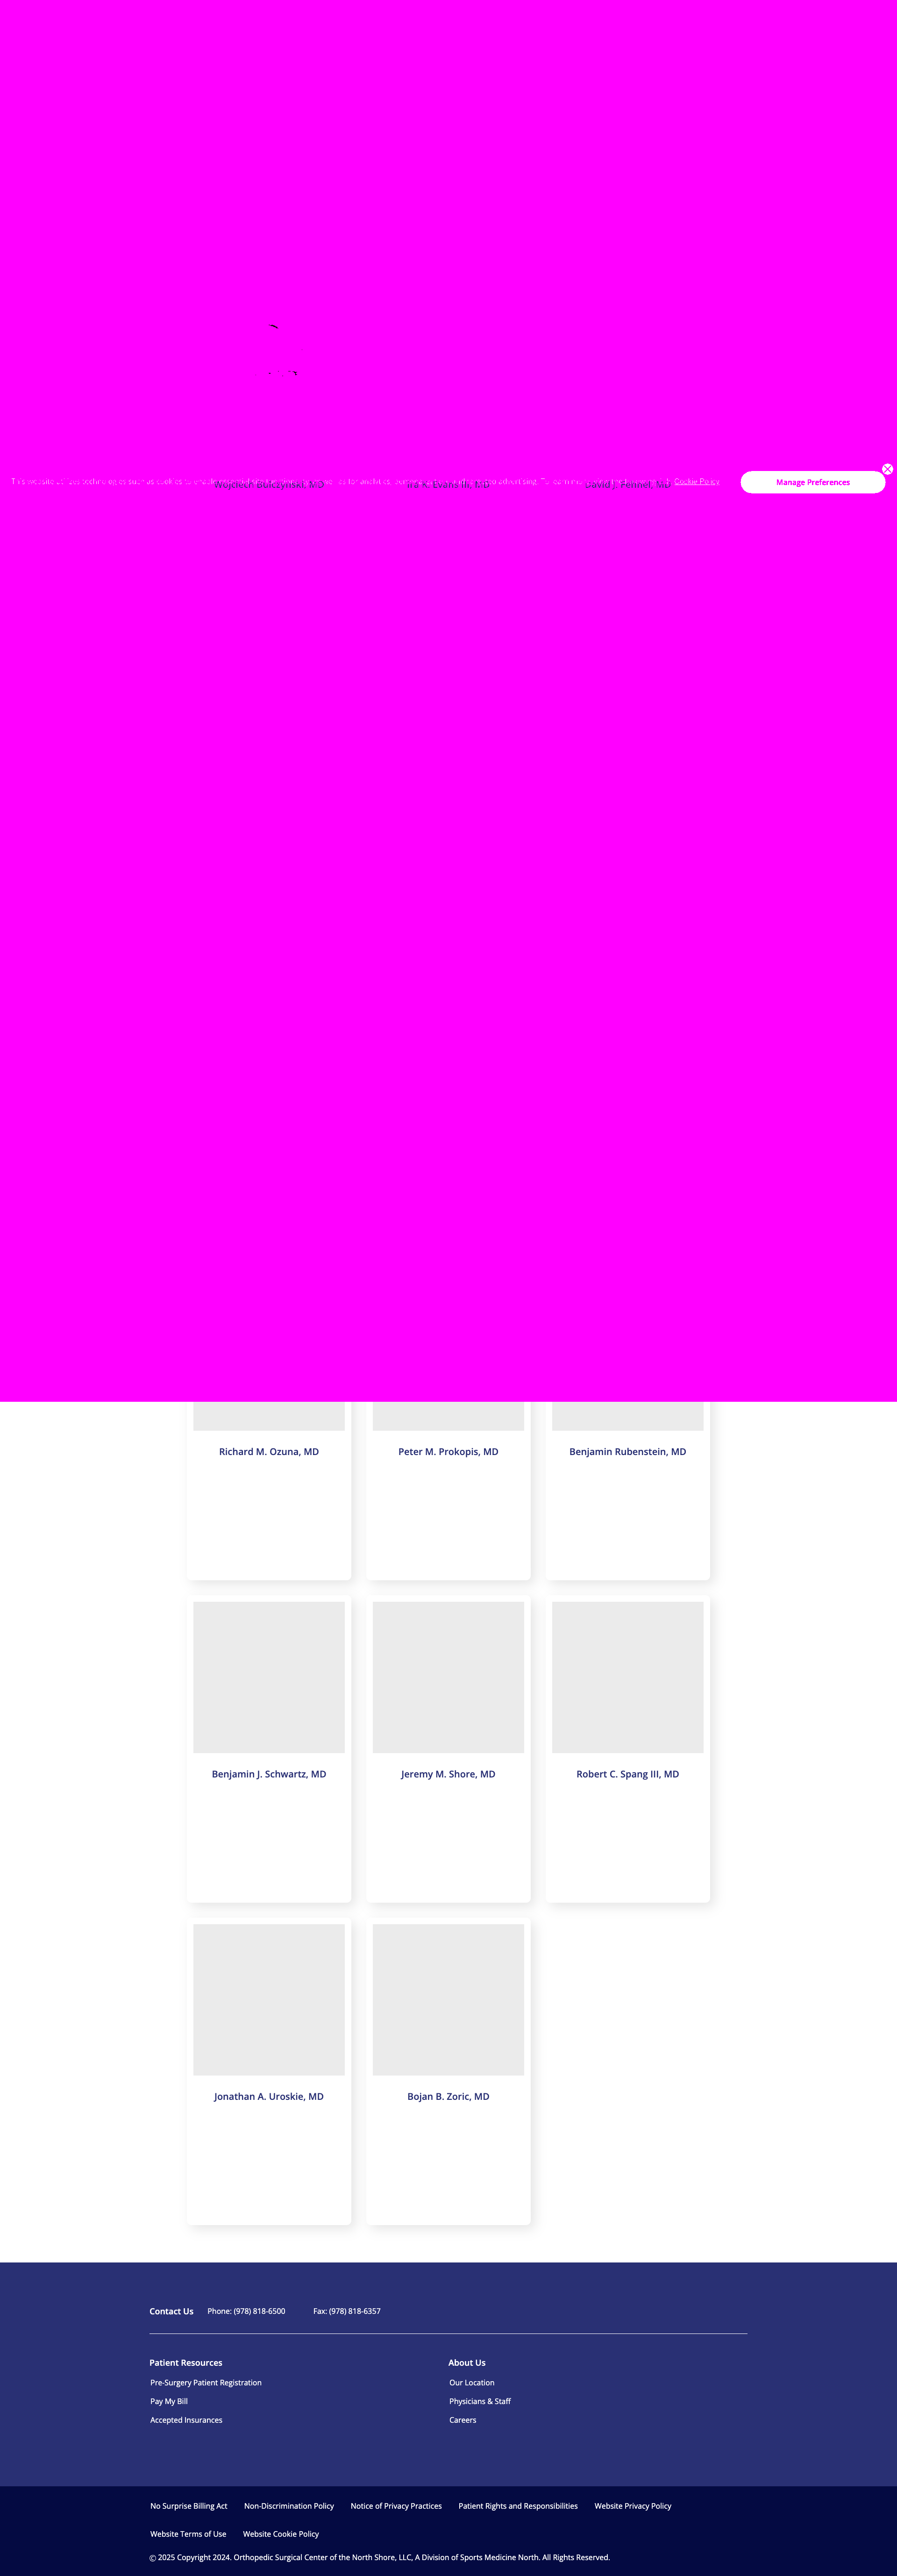 This website utilizes technologies such as cookies to enable essential site functionality, as well as for analytics, personalization, and targeted advertising. To learn more, view the following link: Cookie Policy
Manage Preferences
Wojciech Bulczynski, MD
Ira K. Evans III, MD
David J. Fehnel, MD
Richard M. Ozuna, MD
Peter M. Prokopis, MD
Benjamin Rubenstein, MD
Benjamin J. Schwartz, MD
Jeremy M. Shore, MD
Robert C. Spang III, MD
Jonathan A. Uroskie, MD
Bojan B. Zoric, MD
Contact Us
Phone: (978) 818-6500
Fax: (978) 818-6357
Patient Resources
Pre-Surgery Patient Registration
Pay My Bill
Accepted Insurances
About Us
Our Location
Physicians & Staff
Careers
No Surprise Billing Act
Non-Discrimination Policy
Notice of Privacy Practices
Patient Rights and Responsibilities
Website Privacy Policy
Website Terms of Use
Website Cookie Policy
© 2025 Copyright 2024. Orthopedic Surgical Center of the North Shore, LLC, A Division of Sports Medicine North. All Rights Reserved.